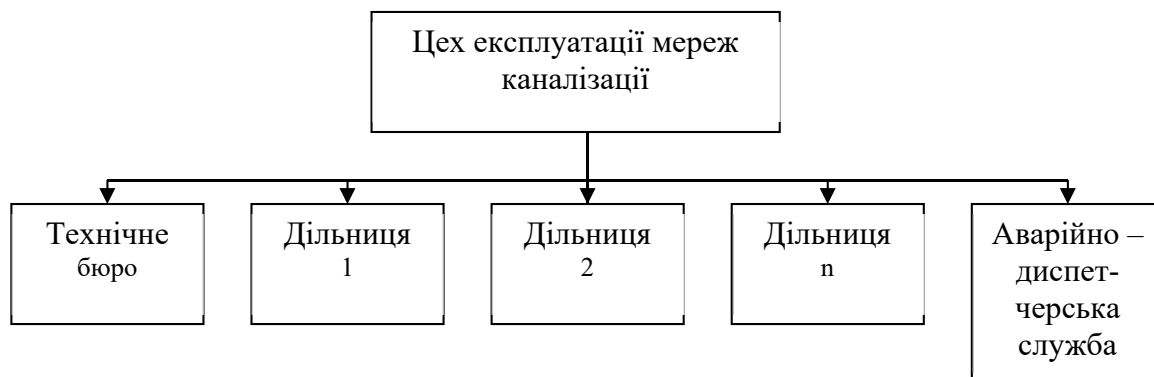 Цех експлуатації мереж
каналізації
Технічне
бюро
Дільниця
1
Дільниця
2
Дільниця
n
Аварійно –
диспет-
черська
служба